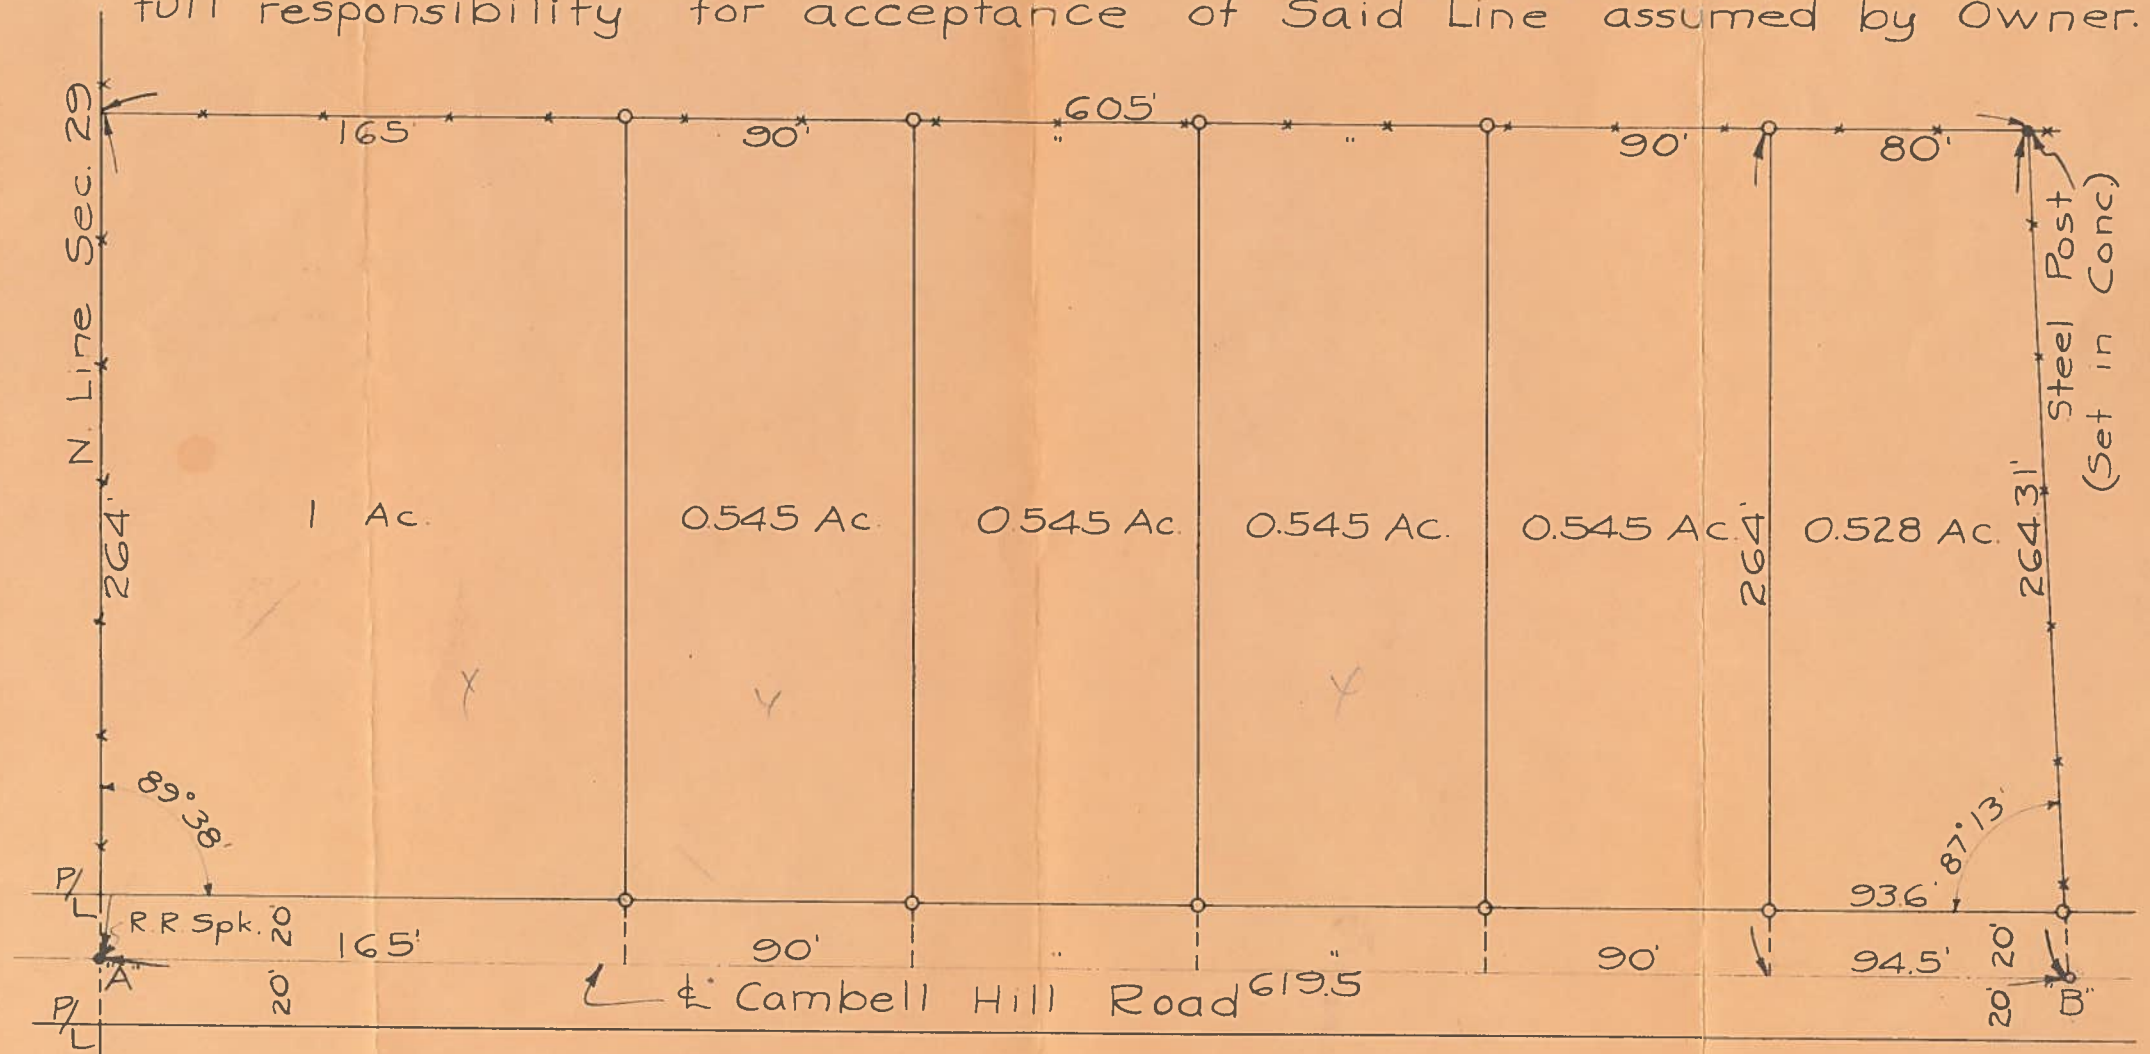 full responsibility for acceptance of Said Line assumed by Owner.
N. Line Sec. 29
605'
165'
90'
"
"
90'
80'
Steel Post
(Set in Conc.)
264'
1 Ac.
0.545 Ac.
0.545 Ac.
0.545 Ac.
0.545 Ac.
264'
0.528 Ac.
264.31'
89°38'
87°13'
P/L
93.6'
R.R. Spk.
20'
165'
90'
"
"
90'
94.5'
20'
"A"
20'
℄ Cambell Hill Road
619.5
20'
"B"
P/L